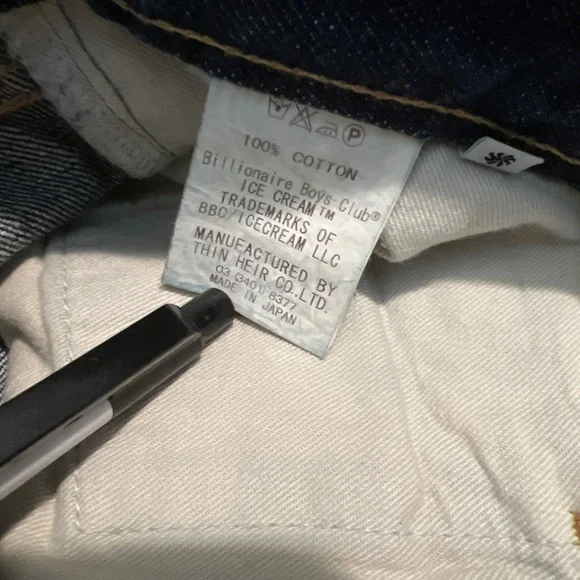 100% COTTON
Billionaire Boys Club®
ICE CREAM™
TRADEMARKS OF
BBC/ICECREAM LLC
MANUFACTURED BY
THIN HEIR CO.,LTD.
03 (3401) 8377
MADE IN JAPAN